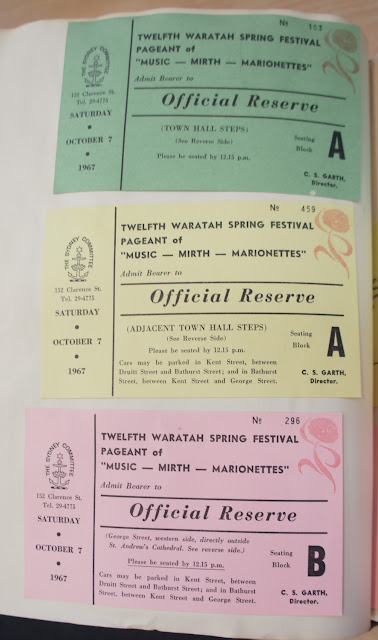 No 103
TWELFTH WARATAH SPRING FESTIVAL
PAGEANT of
"MUSIC — MIRTH — MARIONETTES"
Admit Bearer to
Official Reserve
(TOWN HALL STEPS)
(See Reverse Side)
Please be seated by 12.15 p.m.
Seating
Block A
C. S. GARTH,
Director.
THE SYDNEY COMMITTEE
152 Clarence St.
Tel. 29-4775
SATURDAY
•
OCTOBER 7
•
1967
No 459
TWELFTH WARATAH SPRING FESTIVAL
PAGEANT of
"MUSIC — MIRTH — MARIONETTES"
Admit Bearer to
Official Reserve
(ADJACENT TOWN HALL STEPS)
(See Reverse Side)
Please be seated by 12.15 p.m.
Cars may be parked in Kent Street, between
Druitt Street and Bathurst Street; and in Bathurst
Street, between Kent Street and George Street.
Seating
Block A
C. S. GARTH,
Director.
THE SYDNEY COMMITTEE
152 Clarence St.
Tel. 29-4775
SATURDAY
•
OCTOBER 7
•
1967
No 296
TWELFTH WARATAH SPRING FESTIVAL
PAGEANT of
"MUSIC — MIRTH — MARIONETTES"
Admit Bearer to
Official Reserve
(George Street, western side, directly outside
St. Andrew's Cathedral. See reverse side.)
Please be seated by 12.15 p.m.
Cars may be parked in Kent Street, between
Druitt Street and Bathurst Street; and in Bathurst
Street, between Kent Street and George Street.
Seating
Block B
C. S. GARTH,
Director.
THE SYDNEY COMMITTEE
152 Clarence St.
Tel. 29-4775
SATURDAY
•
OCTOBER 7
•
1967